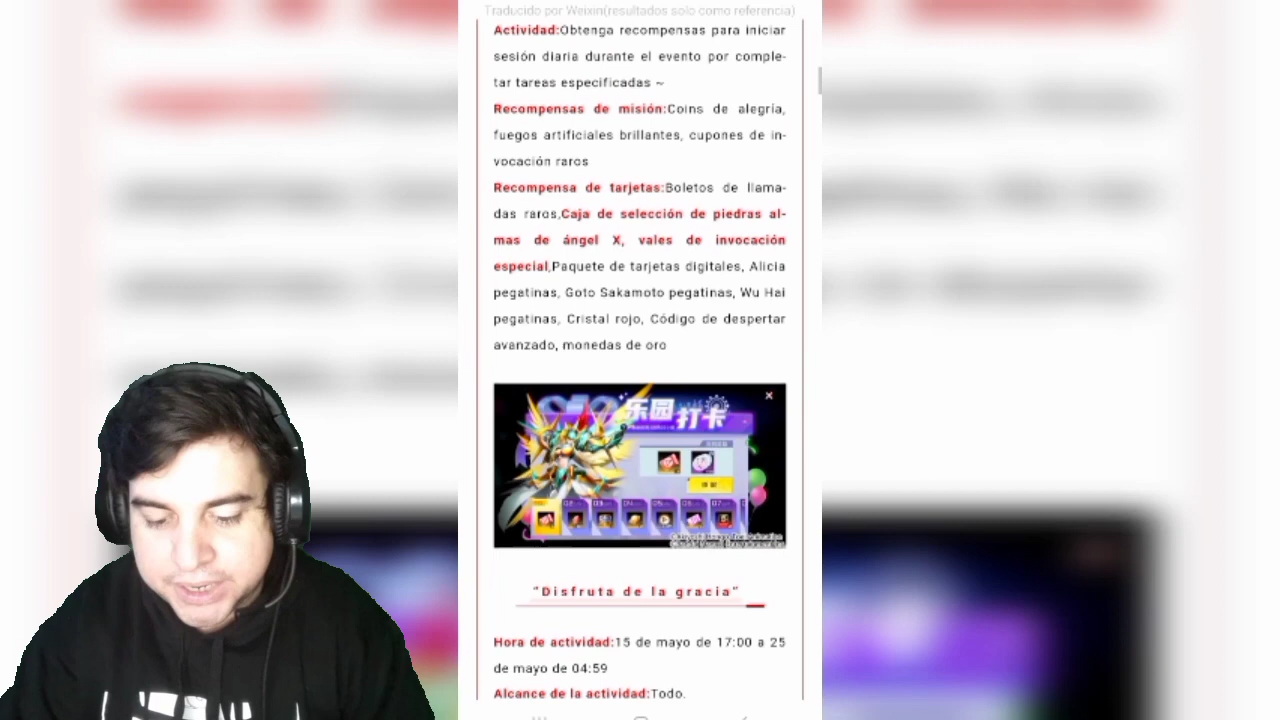 Traducido por Weixin(resultados solo como referencia)
Actividad:Obtenga recompensas para iniciar
sesión diaria durante el evento por comple-
tar tareas especificadas ~
Recompensas de misión:Coins de alegría,
fuegos artificiales brillantes, cupones de in-
vocación raros
Recompensa de tarjetas:Boletos de llama-
das raros,Caja de selección de piedras al-
mas de ángel X, vales de invocación
especial,Paquete de tarjetas digitales, Alicia
pegatinas, Goto Sakamoto pegatinas, Wu Hai
pegatinas, Cristal rojo, Código de despertar
avanzado, monedas de oro
乐园
打卡
"Disfruta de la gracia"
Hora de actividad:15 de mayo de 17:00 a 25
de mayo de 04:59
Alcance de la actividad:Todo.